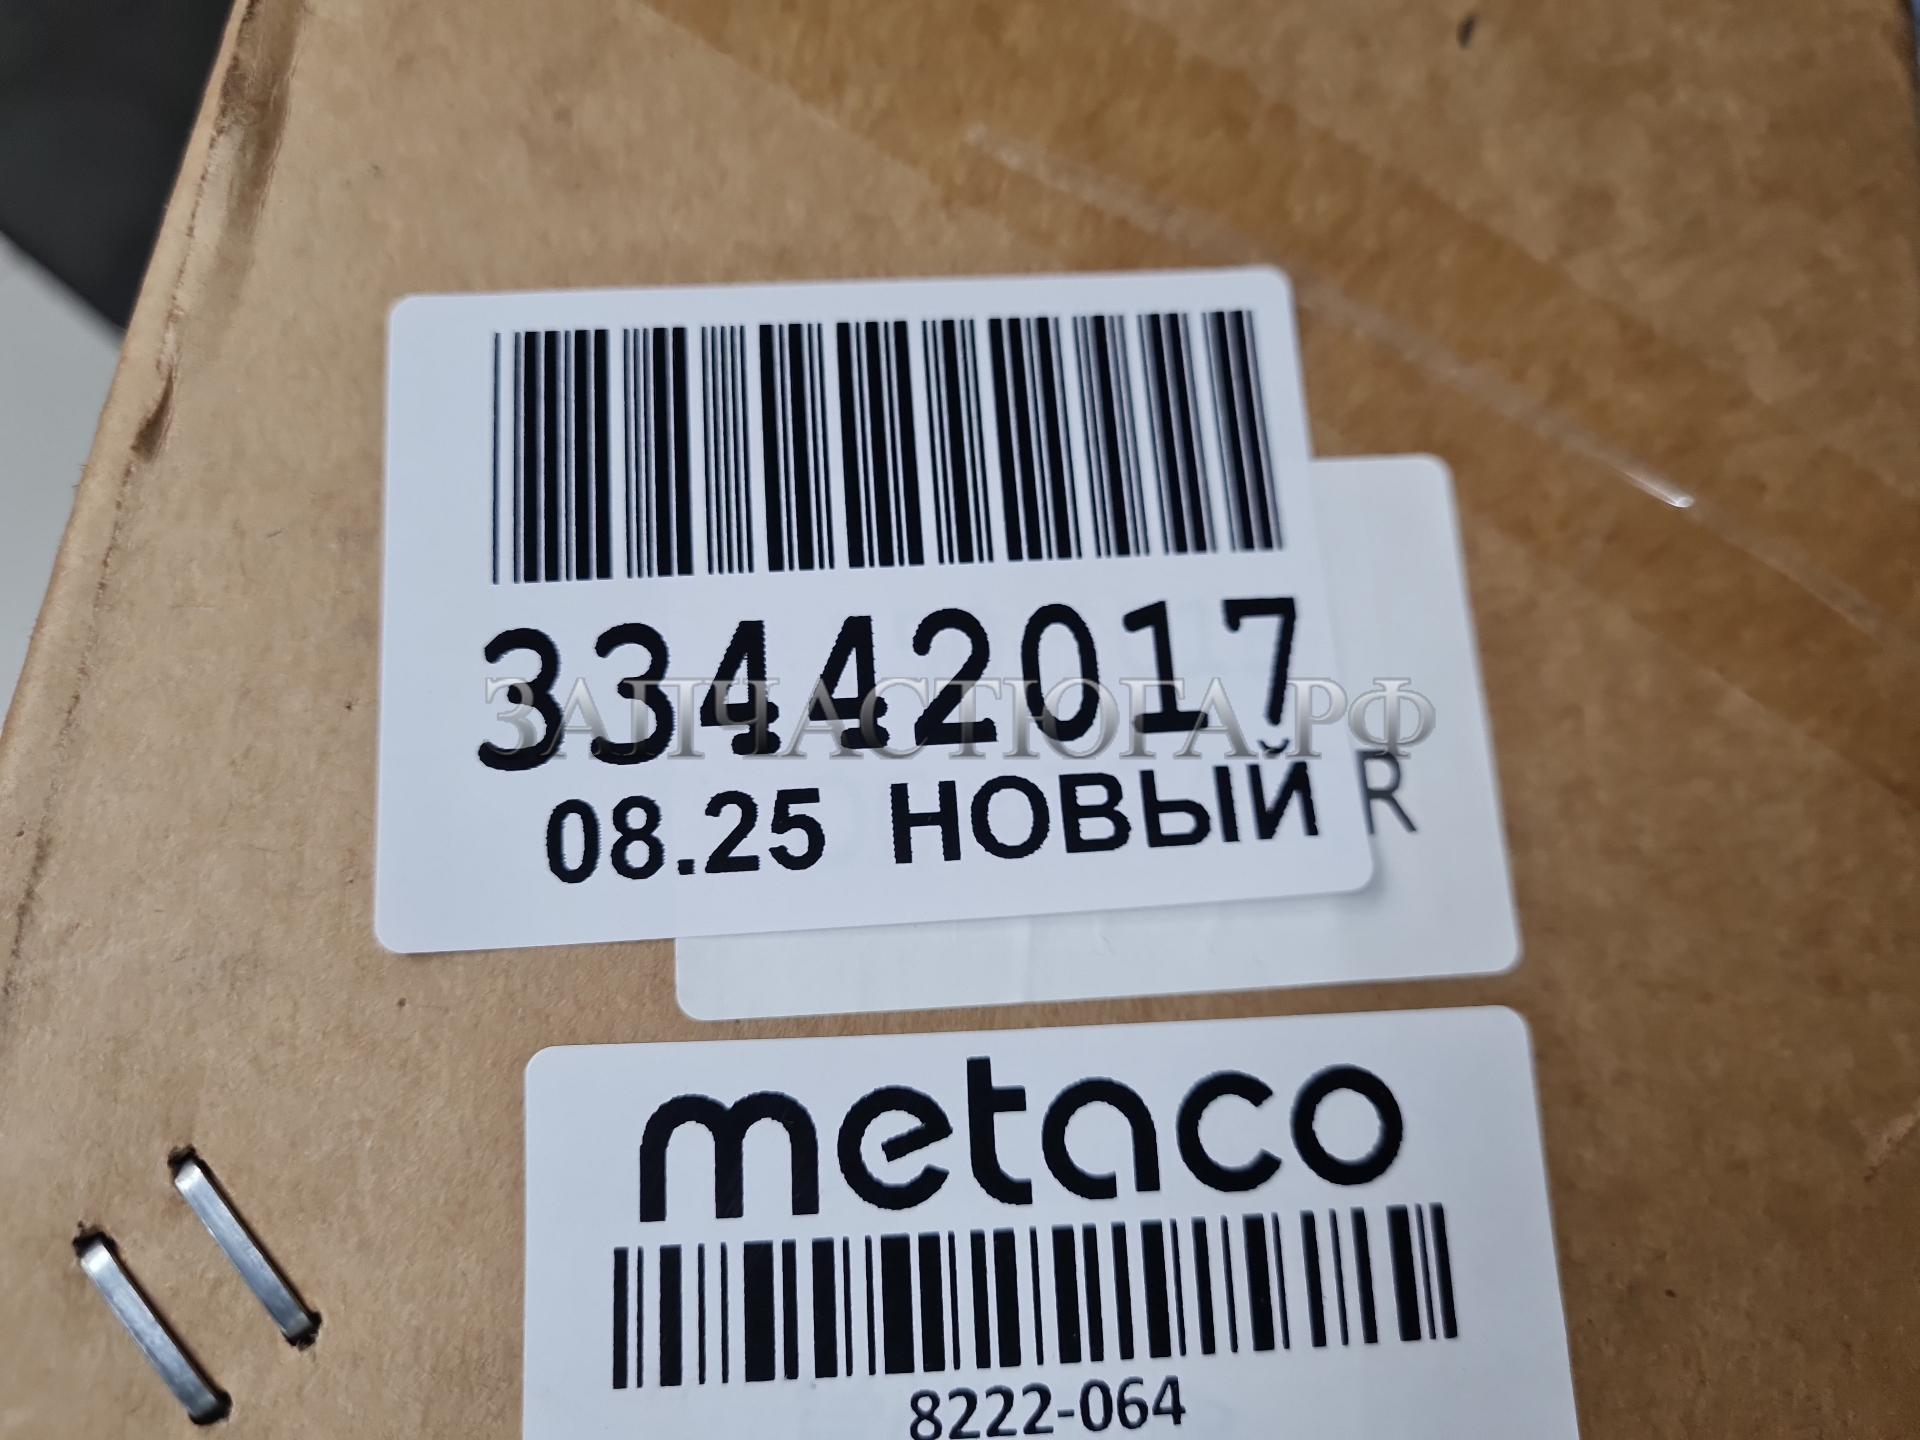 33442017
ЗАПЧАСТЮГА.РФ
08.25 НОВЫЙ R
metaco
8222-064